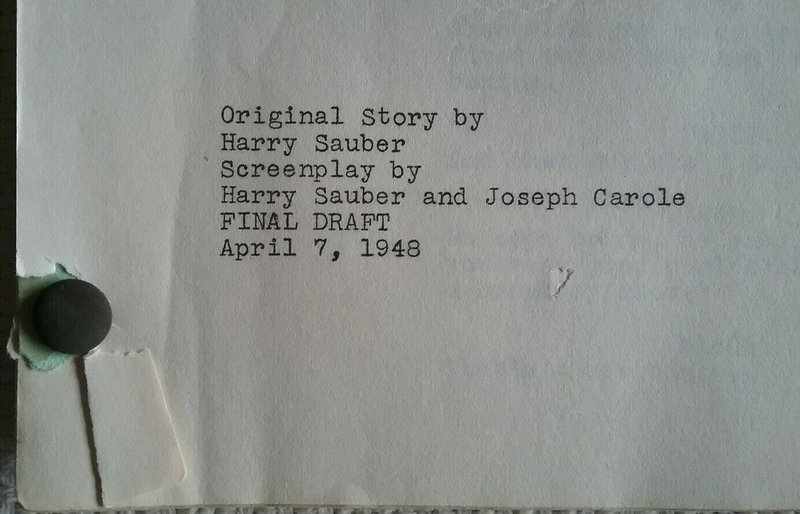 Original Story by
Harry Sauber
Screenplay by
Harry Sauber and Joseph Carole
FINAL DRAFT
April 7, 1948